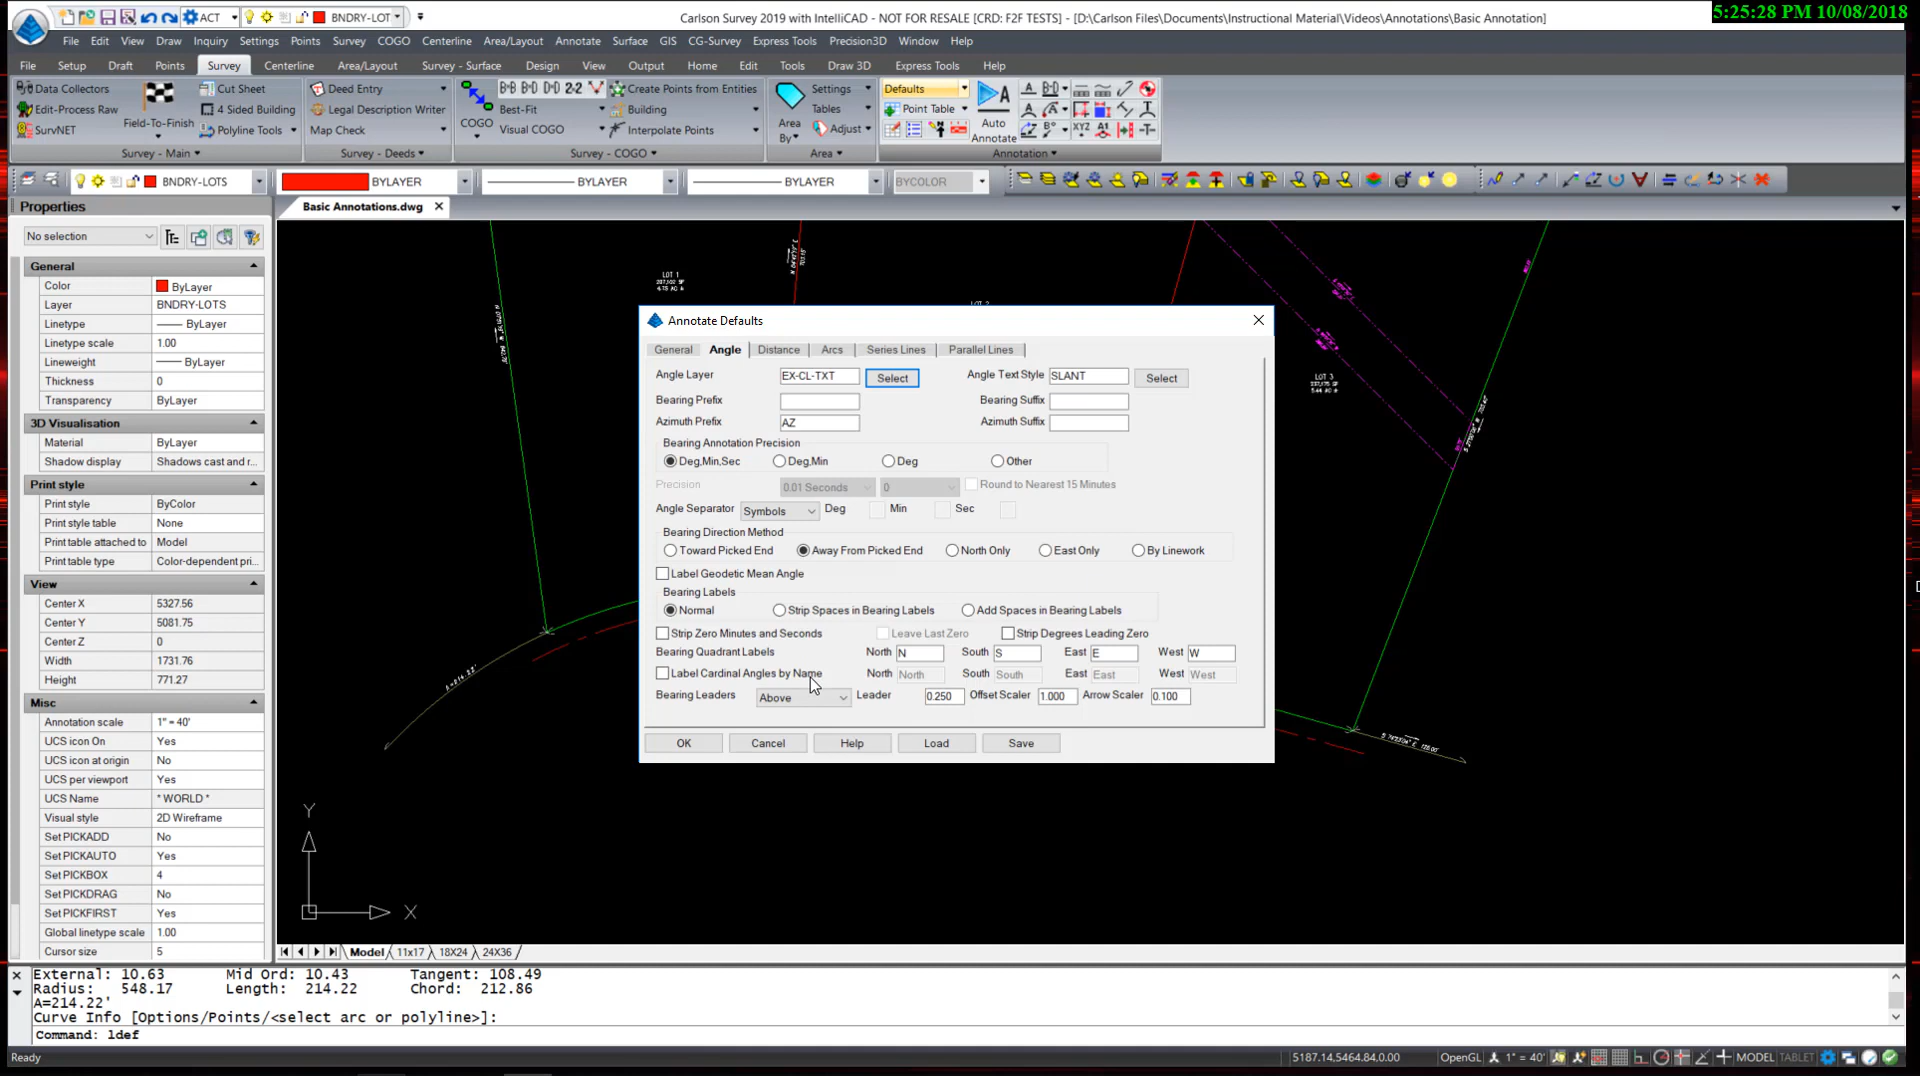 5:25:28 PM 10/08/2018
ACT
BNDRY-LOT
Carlson Survey 2019 with IntelliCAD - NOT FOR RESALE [CRD: F2F TESTS] - [D:\Carlson Files\Documents\Instructional Material\Videos\Annotations\Basic Annotation]
File Edit View Draw Inquiry Settings Points Survey COGO Centerline Area/Layout Annotate Surface GIS CG-Survey Express Tools Precision3D Window Help
File Setup Draft Points Survey Centerline Area/Layout Survey - Surface Design View Output Home Edit Tools Draw 3D Express Tools Help
Data Collectors
Edit-Process Raw
SurvNET
Field-To-Finish
Cut Sheet
4 Sided Building
Polyline Tools
Survey - Main
Deed Entry
Legal Description Writer
Map Check
Survey - Deeds
COGO
Best-Fit
Visual COGO
Create Points from Entities
Building
Interpolate Points
Survey - COGO
Area By
Settings
Tables
Adjust
Area
Defaults
Point Table
Auto Annotate
Annotation
BNDRY-LOTS
BYLAYER
BYLAYER
BYLAYER
BYCOLOR
Properties
Basic Annotations.dwg
No selection
General
Color ByLayer
Layer BNDRY-LOTS
Linetype ByLayer
Linetype scale 1.00
Lineweight ByLayer
Thickness 0
Transparency ByLayer
3D Visualisation
Material ByLayer
Shadow display Shadows cast and r...
Print style
Print style ByColor
Print style table None
Print table attached to Model
Print table type Color-dependent pri...
View
Center X 5327.56
Center Y 5081.75
Center Z 0
Width 1731.76
Height 771.27
Misc
Annotation scale 1" = 40'
UCS icon On Yes
UCS icon at origin No
UCS per viewport Yes
UCS Name * WORLD *
Visual style 2D Wireframe
Set PICKADD No
Set PICKAUTO Yes
Set PICKBOX 4
Set PICKDRAG No
Set PICKFIRST Yes
Global linetype scale 1.00
Cursor size 5
LOT 1
LOT 3
Annotate Defaults
General Angle Distance Arcs Series Lines Parallel Lines
Angle Layer EX-CL-TXT Select Angle Text Style SLANT Select
Bearing Prefix Bearing Suffix
Azimuth Prefix AZ Azimuth Suffix
Bearing Annotation Precision
Deg,Min,Sec Deg,Min Deg Other
Precision 0.01 Seconds 0 Round to Nearest 15 Minutes
Angle Separator Symbols Deg Min Sec
Bearing Direction Method
Toward Picked End Away From Picked End North Only East Only By Linework
Label Geodetic Mean Angle
Bearing Labels
Normal Strip Spaces in Bearing Labels Add Spaces in Bearing Labels
Strip Zero Minutes and Seconds Leave Last Zero Strip Degrees Leading Zero
Bearing Quadrant Labels North N South S East E West W
Label Cardinal Angles by Name North North South South East East West West
Bearing Leaders Above Leader 0.250 Offset Scaler 1.000 Arrow Scaler 0.100
OK Cancel Help Load Save
Y
X
Model 11x17 18X24 24X36
External: 10.63 Mid Ord: 10.43 Tangent: 108.49
Radius: 548.17 Length: 214.22 Chord: 212.86
A=214.22'
Curve Info [Options/Points/<select arc or polyline>]:
Command: ldef
Ready
5187.14,5464.84,0.00 OpenGL 1" = 40' MODEL TABLET